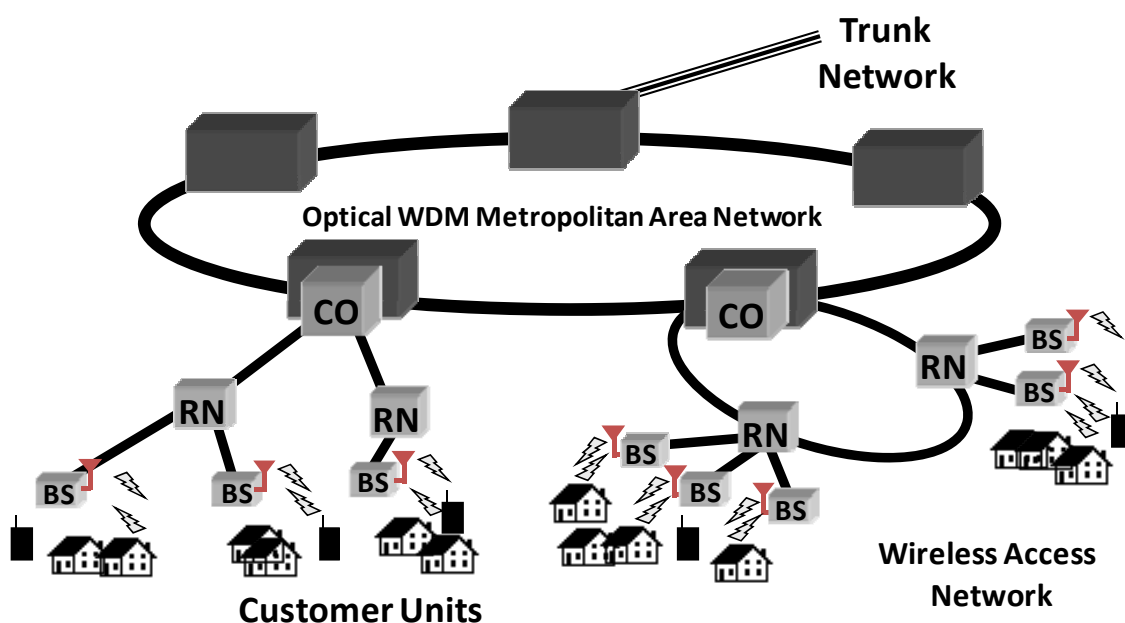 Trunk
Network
Optical WDM Metropolitan Area Network
CO
CO
RN
RN
RN
RN
BS
BS
BS
BS
BS
BS
BS
BS
Wireless Access
Network
Customer Units